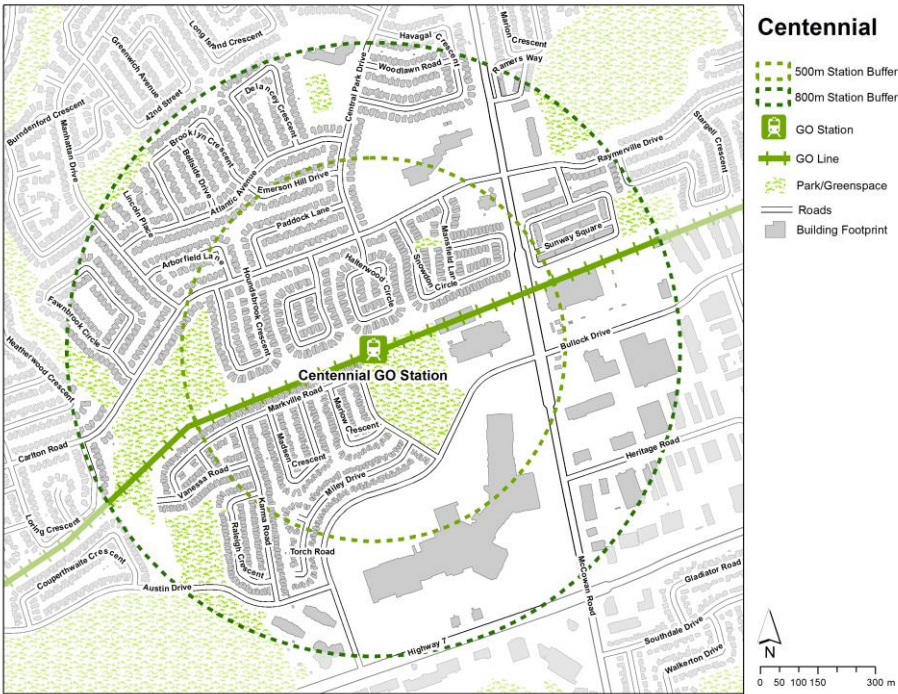 Centennial
500m Station Buffer
800m Station Buffer
GO Station
GO Line
Park/Greenspace
Roads
Building Footprint
Long Island Crescent
Greenwich Avenue
42nd Street
Burndenford Crescent
Manhattan Drive
Delancey Crescent
Central Park Drive
Havagal Crescent
Woodlawn Road
Marion Crescent
Ramers Way
Stargell Crescent
Raymerville Drive
Brooklyn Crescent
Bellside Drive
Atlantic Avenue
Emerson Hill Drive
Lincoln Place
Paddock Lane
Arborfield Lane
Houndsbrook Crescent
Hallerwood Circle
Mansfield Lane
Snowdon Circle
Sunway Square
Fawnbrook Circle
Heatherwood Crescent
Bullock Drive
Centennial GO Station
Markville Road
Marlow Crescent
Carlton Road
Madsen Crescent
Heritage Road
Vanessa Road
Miley Drive
Karma Road
Loring Crescent
Raleigh Crescent
Torch Road
Couperthwaite Crescent
McCowan Road
Gladiator Road
Austin Drive
Highway 7
Southdale Drive
Walkerton Drive
N
0 50 100 150 300 m